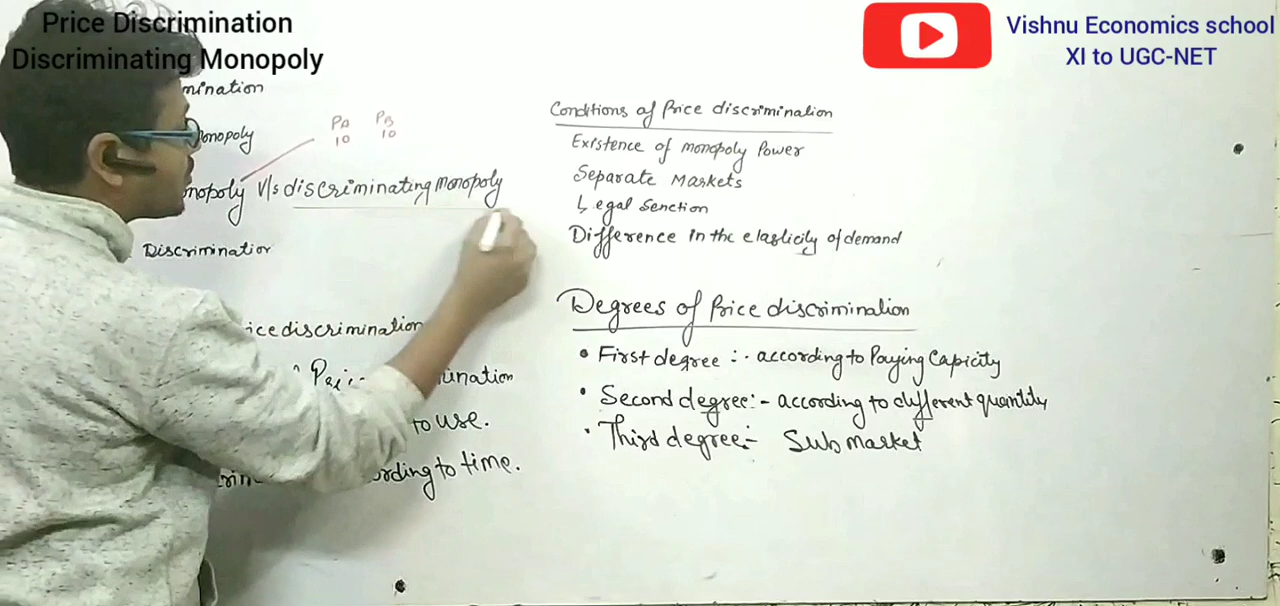 Price Discrimination
Discriminating Monopoly
Vishnu Economics school
XI to UGC-NET
mination
onopoly
PA PB
10 10
nopoly V/s discriminating Monopoly
Discrimination
ice discrimination
Pri ination
to use.
rding to time.
Conditions of Price discrimination
Existence of monopoly Power
Separate Markets
Legal Senction
Difference in the elasticity of demand
Degrees of Price discrimination
• First degree :- according to Paying Capicity
• Second degree:- according to different quantity
• Third degree:- Sub market